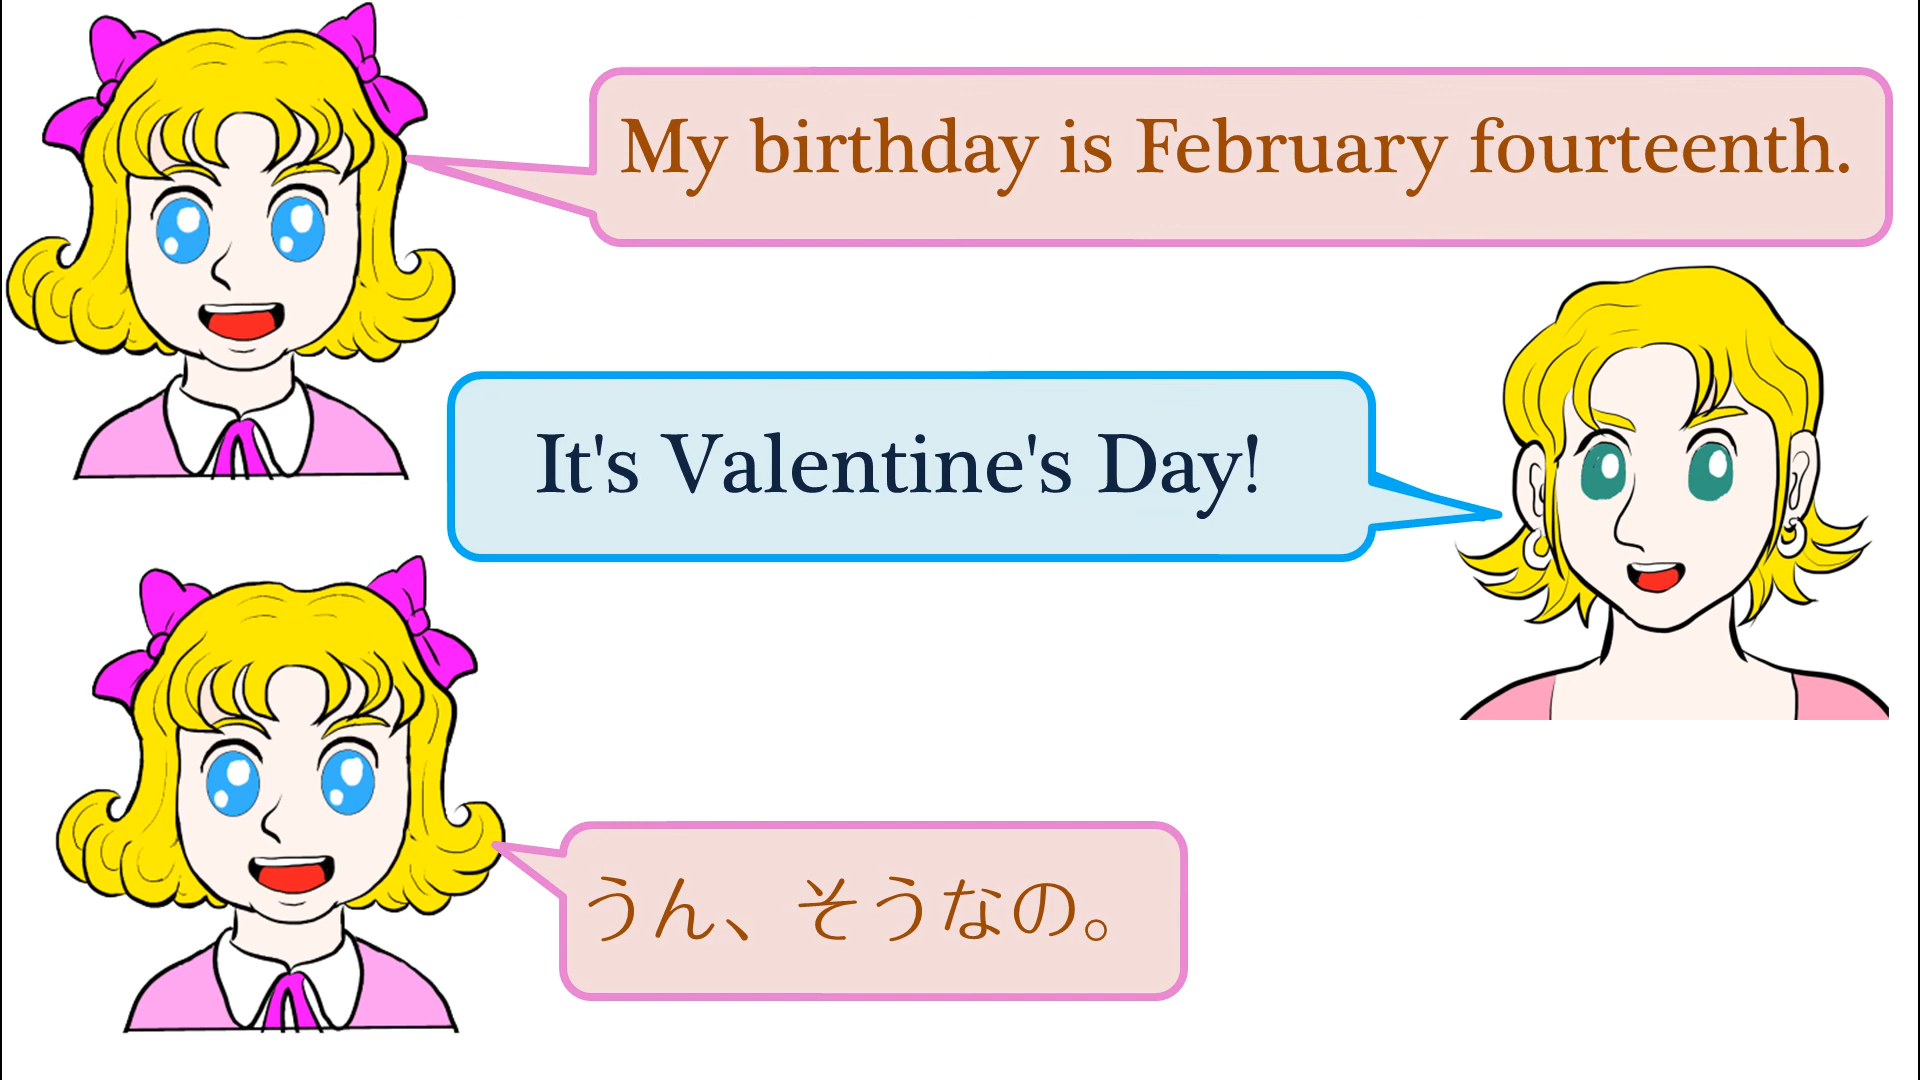 My birthday is February fourteenth.
It's Valentine's Day!
うん、そうなの。